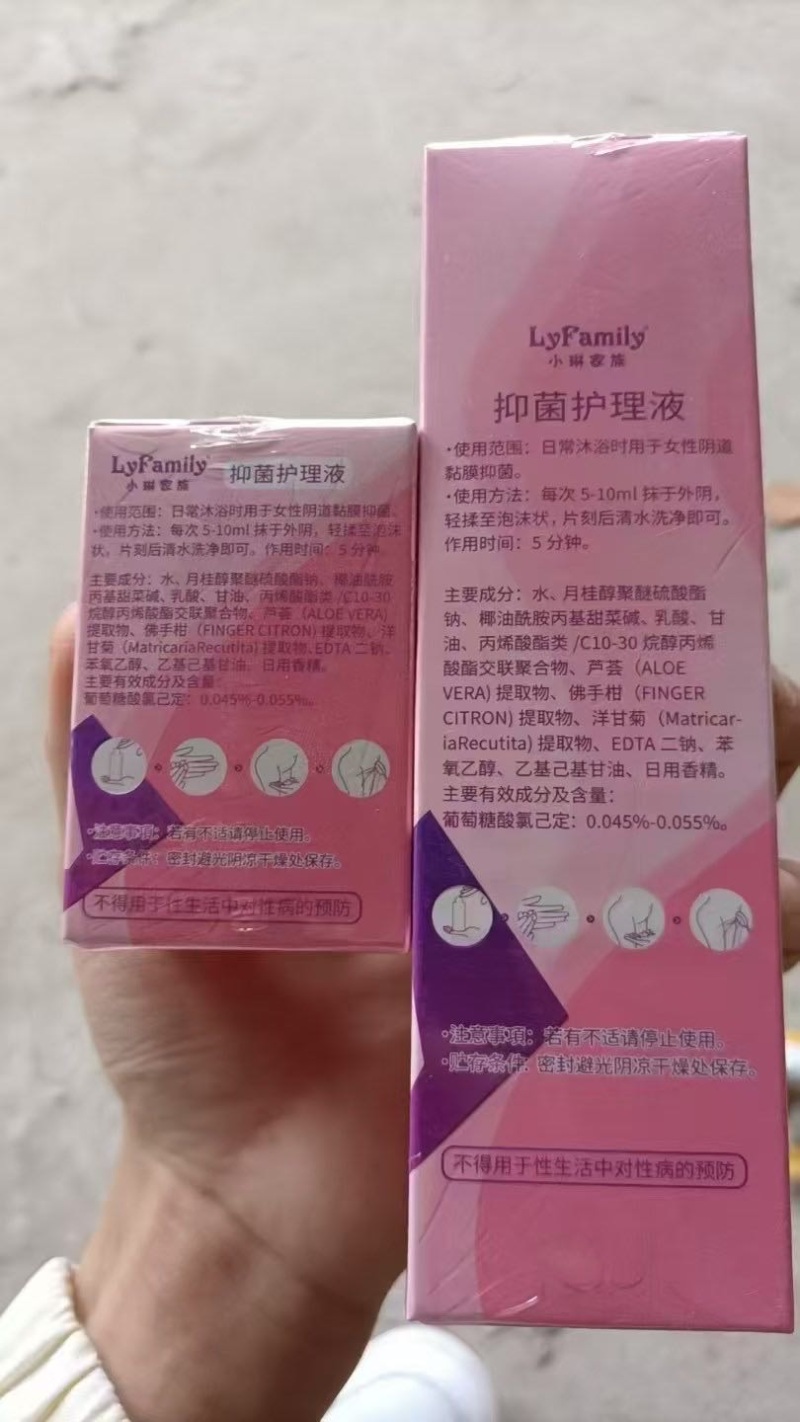 LyFamily
小琳家族
抑菌护理液
·使用范围：日常沐浴时用于女性阴道黏膜抑菌。
·使用方法：每次 5-10ml 抹于外阴，轻揉至泡沫
状，片刻后清水洗净即可。作用时间：5 分钟。
主要成分：水、月桂醇聚醚硫酸酯钠、椰油酰胺
丙基甜菜碱、乳酸、甘油、丙烯酸酯类 /C10-30
烷醇丙烯酸酯交联聚合物、芦荟（ALOE VERA)
提取物、佛手柑（FINGER CITRON) 提取物、洋
甘菊（MatricariaRecutita) 提取物、EDTA 二钠、
苯氧乙醇、乙基己基甘油、日用香精。
主要有效成分及含量：
葡萄糖酸氯己定：0.045%-0.055%。
·注意事项：若有不适请停止使用。
·贮存条件：密封避光阴凉干燥处保存。
不得用于性生活中对性病的预防
LyFamily
小琳家族
抑菌护理液
·使用范围：日常沐浴时用于女性阴道
黏膜抑菌。
·使用方法：每次 5-10ml 抹于外阴，
轻揉至泡沫状，片刻后清水洗净即可。
作用时间：5 分钟。
主要成分：水、月桂醇聚醚硫酸酯
钠、椰油酰胺丙基甜菜碱、乳酸、甘
油、丙烯酸酯类 /C10-30 烷醇丙烯
酸酯交联聚合物、芦荟（ALOE
VERA) 提取物、佛手柑（FINGER
CITRON) 提取物、洋甘菊（Matricar-
iaRecutita) 提取物、EDTA 二钠、苯
氧乙醇、乙基己基甘油、日用香精。
主要有效成分及含量：
葡萄糖酸氯己定：0.045%-0.055%。
·注意事項：若有不适请停止使用。
·贮存条件：密封避光阴凉干燥处保存。
不得用于性生活中对性病的预防